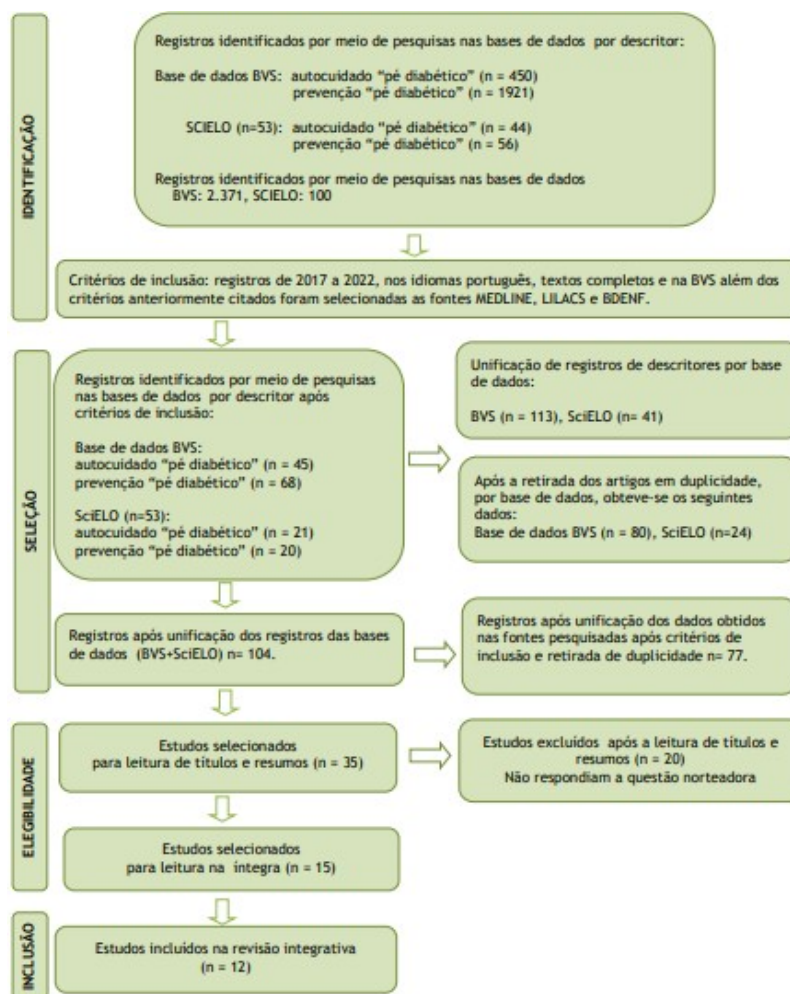 IDENTIFICAÇÃO
Registros identificados por meio de pesquisas nas bases de dados por descritor:
Base de dados BVS: autocuidado “pé diabético” (n = 450)
prevenção “pé diabético” (n = 1921)
SCIELO (n=53): autocuidado “pé diabético” (n = 44)
prevenção “pé diabético” (n = 56)
Registros identificados por meio de pesquisas nas bases de dados
BVS: 2.371, SCIELO: 100
Critérios de inclusão: registros de 2017 a 2022, nos idiomas português, textos completos e na BVS além dos
critérios anteriormente citados foram selecionadas as fontes MEDLINE, LILACS e BDENF.
SELEÇÃO
Registros identificados por meio de pesquisas
nas bases de dados por descritor após
critérios de inclusão:
Base de dados BVS:
autocuidado “pé diabético” (n = 45)
prevenção “pé diabético” (n = 68)
SciELO (n=53):
autocuidado “pé diabético” (n = 21)
prevenção “pé diabético” (n = 20)
Unificação de registros de descritores por base
de dados:
BVS (n = 113), SciELO (n= 41)
Após a retirada dos artigos em duplicidade,
por base de dados, obteve-se os seguintes
dados:
Base de dados BVS (n = 80), SciELO (n=24)
Registros após unificação dos registros das bases
de dados (BVS+SciELO) n= 104.
Registros após unificação dos dados obtidos
nas fontes pesquisadas após critérios de
inclusão e retirada de duplicidade n= 77.
ELEGIBILIDADE
Estudos selecionados
para leitura de títulos e resumos (n = 35)
Estudos excluídos após a leitura de títulos e
resumos (n = 20)
Não respondiam a questão norteadora
Estudos selecionados
para leitura na íntegra (n = 15)
INCLUSÃO
Estudos incluídos na revisão integrativa
(n = 12)